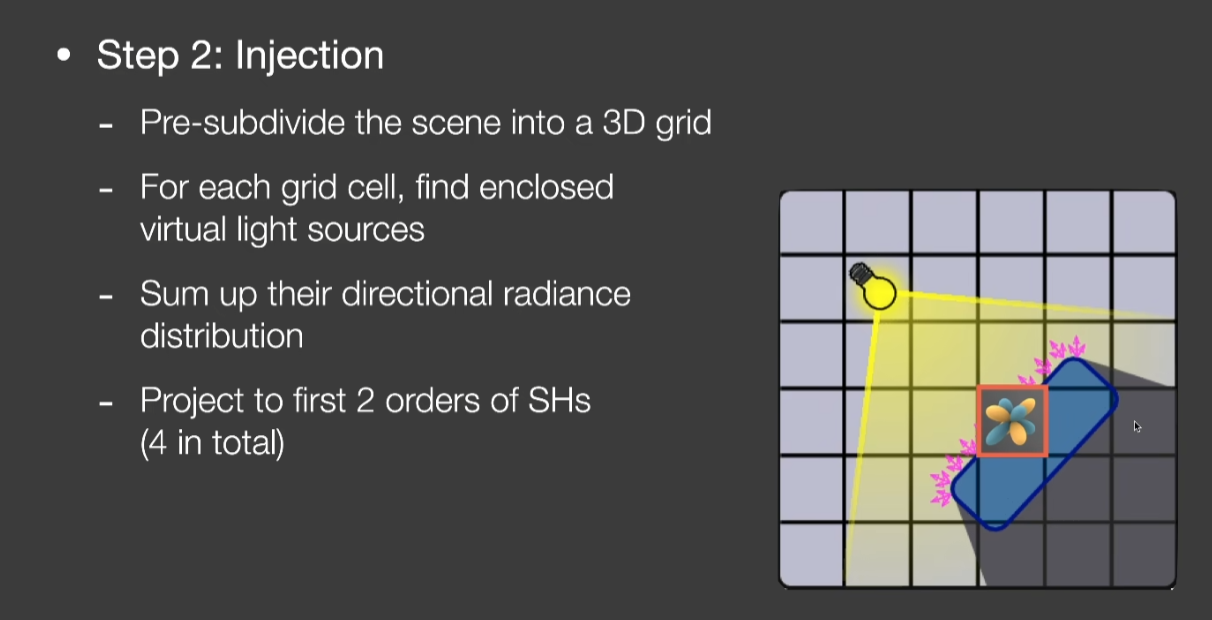 • Step 2: Injection
- Pre-subdivide the scene into a 3D grid
- For each grid cell, find enclosed
virtual light sources
- Sum up their directional radiance
distribution
- Project to first 2 orders of SHs
(4 in total)